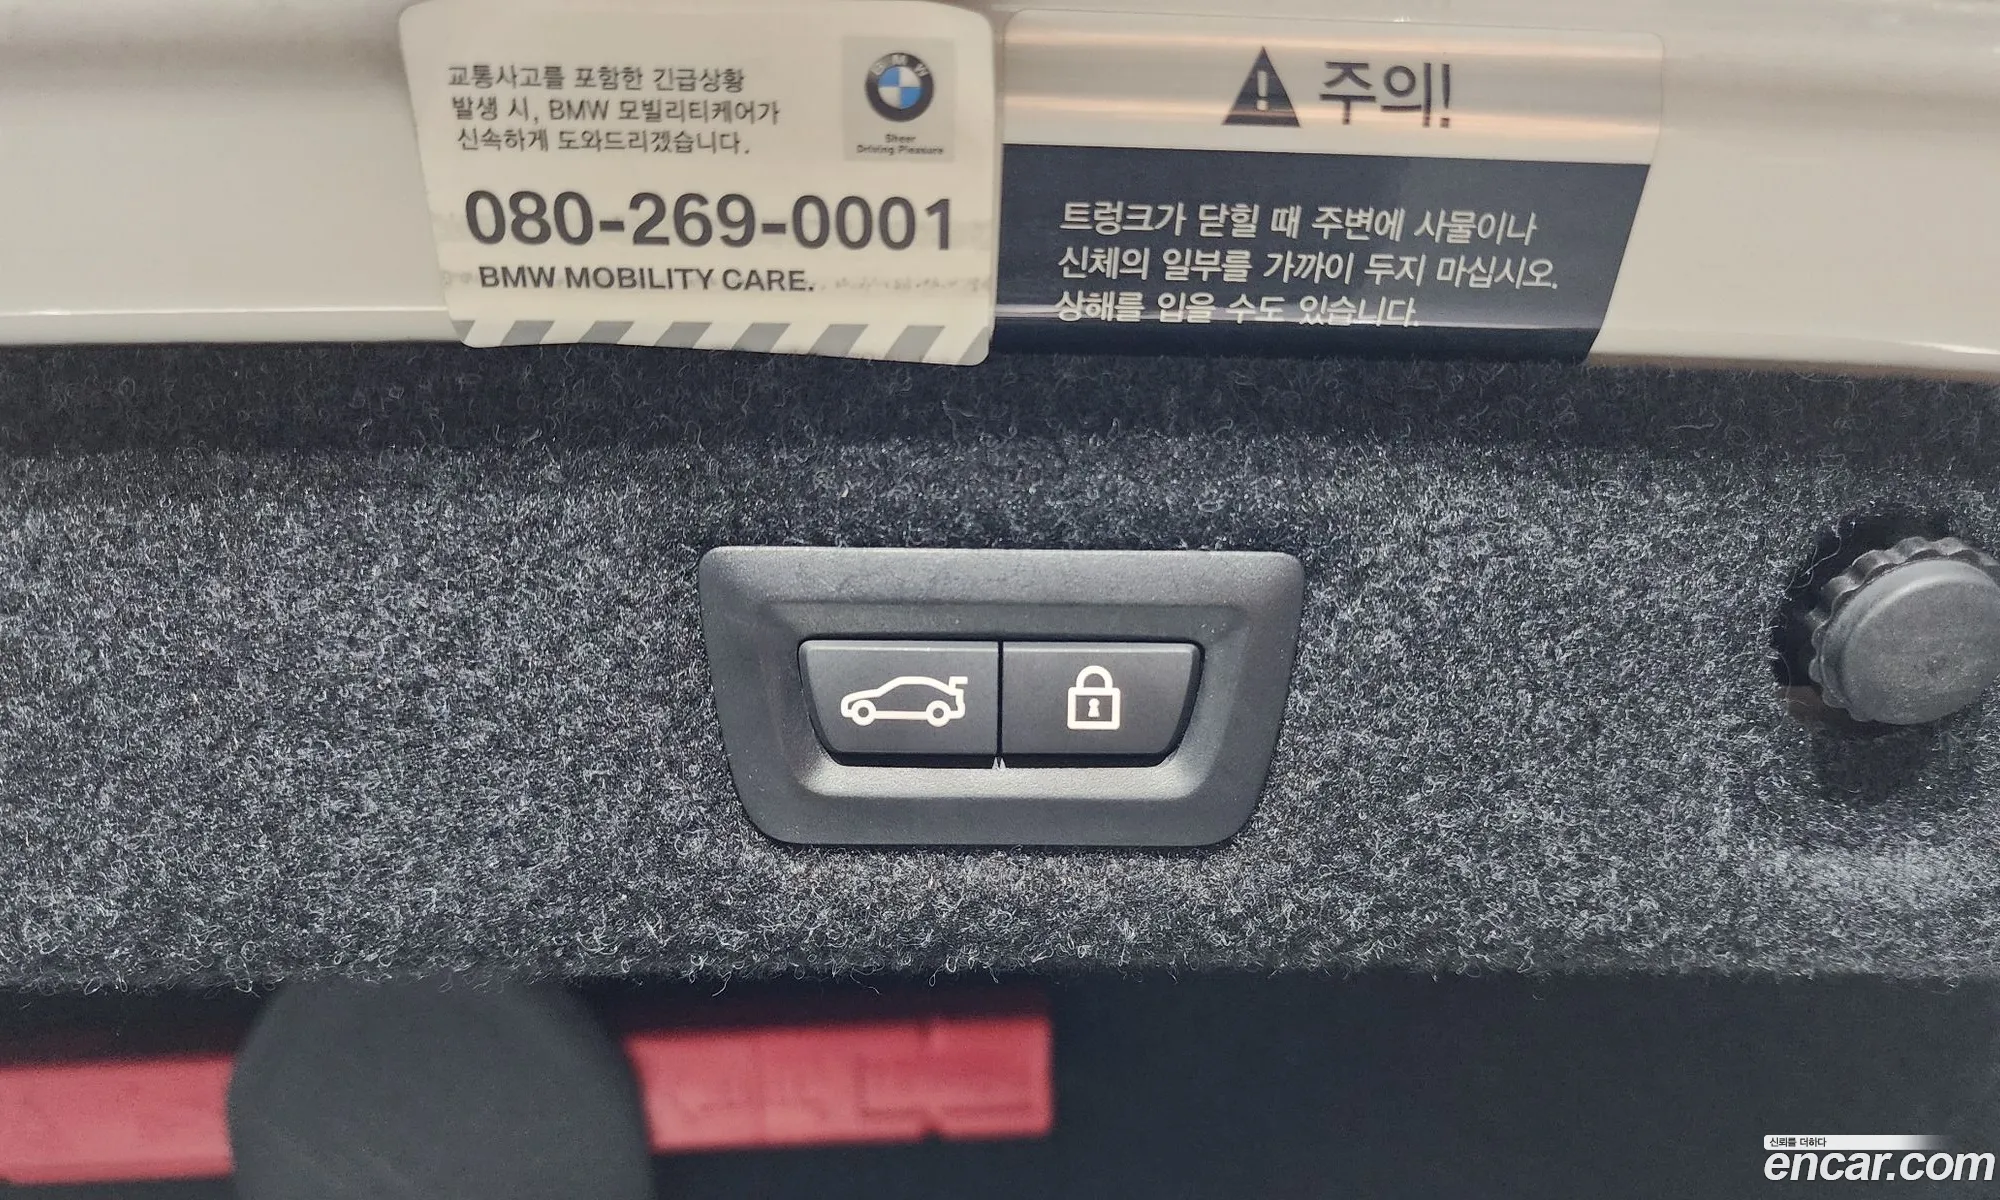 교통사고를 포함한 긴급상황
발생 시, BMW 모빌리티케어가
신속하게 도와드리겠습니다.
BMW
Sheer
Driving Pleasure
080-269-0001
BMW MOBILITY CARE.
주의!
트렁크가 닫힐 때 주변에 사물이나
신체의 일부를 가까이 두지 마십시오.
상해를 입을 수도 있습니다.
신뢰를 더하다
encar.com